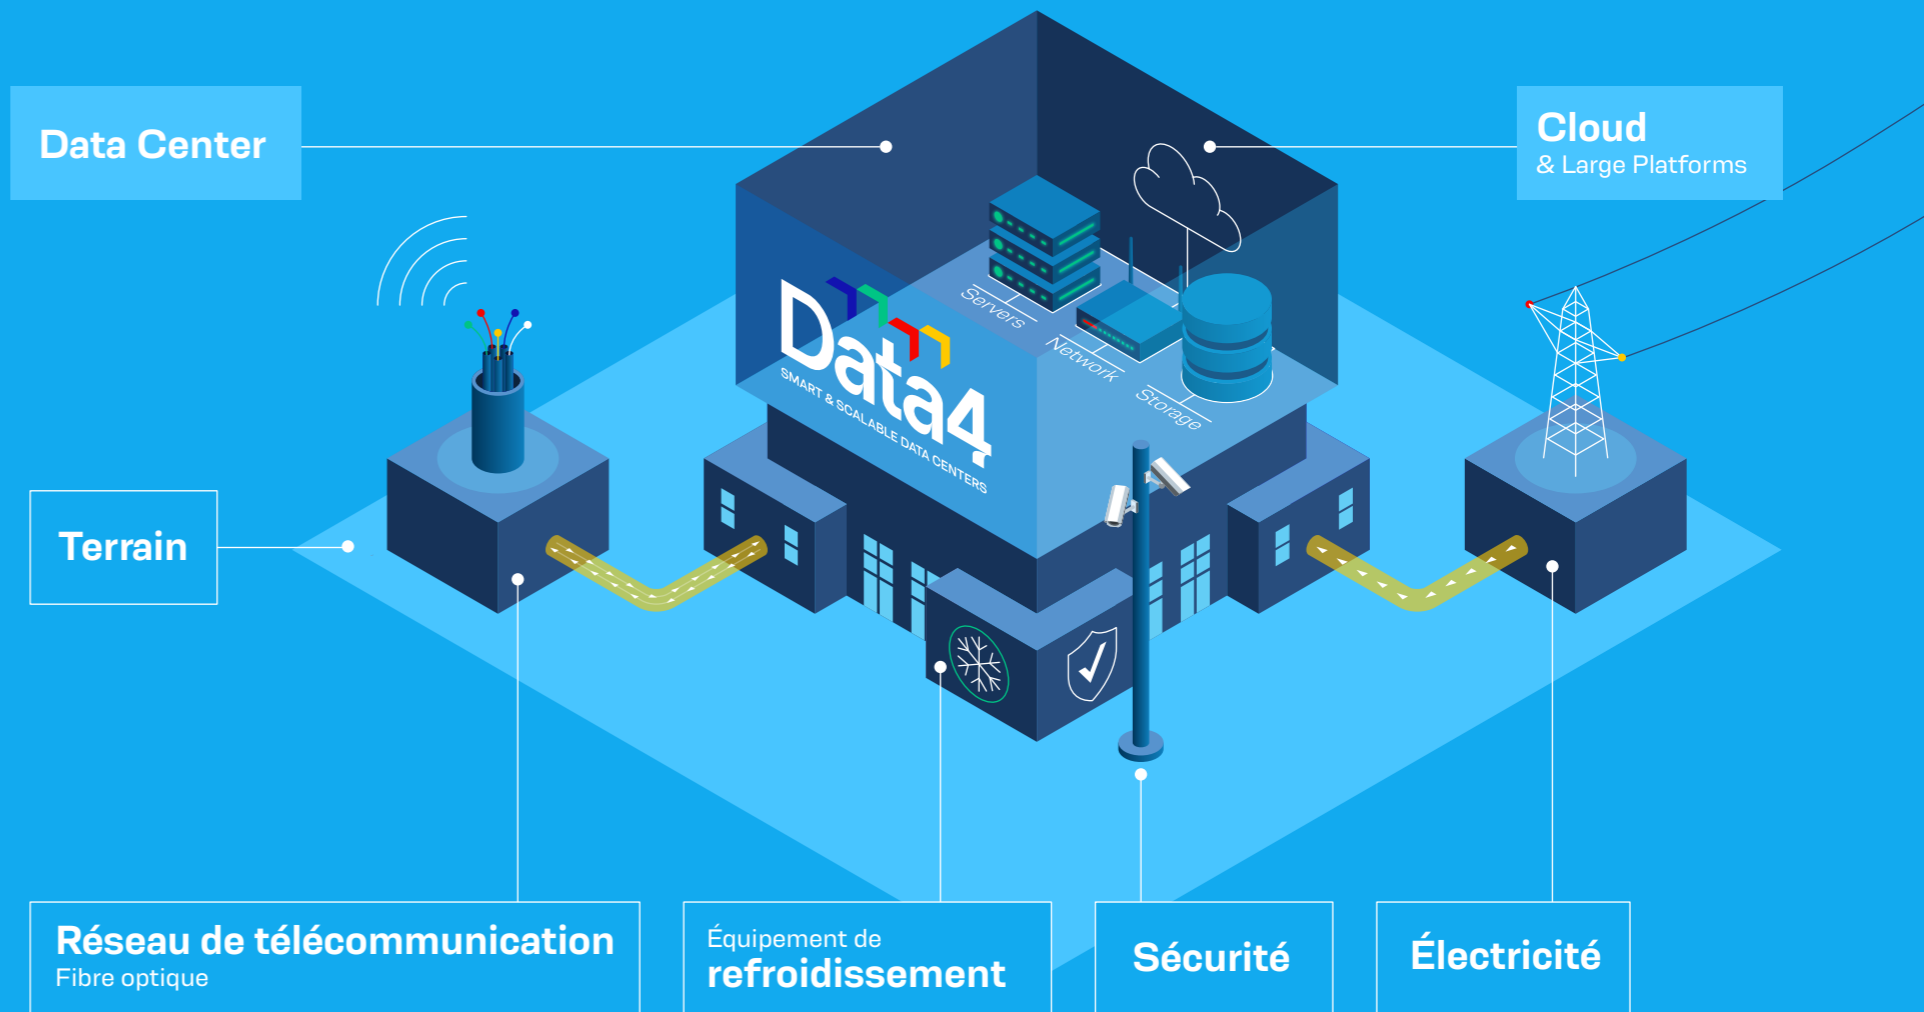 Data Center
Cloud
& Large Platforms
Servers
Network
Storage
Data4
SMART & SCALABLE DATA CENTERS
Terrain
Réseau de télécommunication
Fibre optique
Équipement de
refroidissement
Sécurité
Électricité